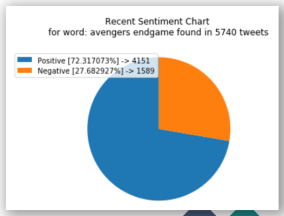 Recent Sentiment Chart
for word: avengers endgame found in 5740 tweets
Positive [72.317073%] -> 4151
Negative [27.682927%] -> 1589